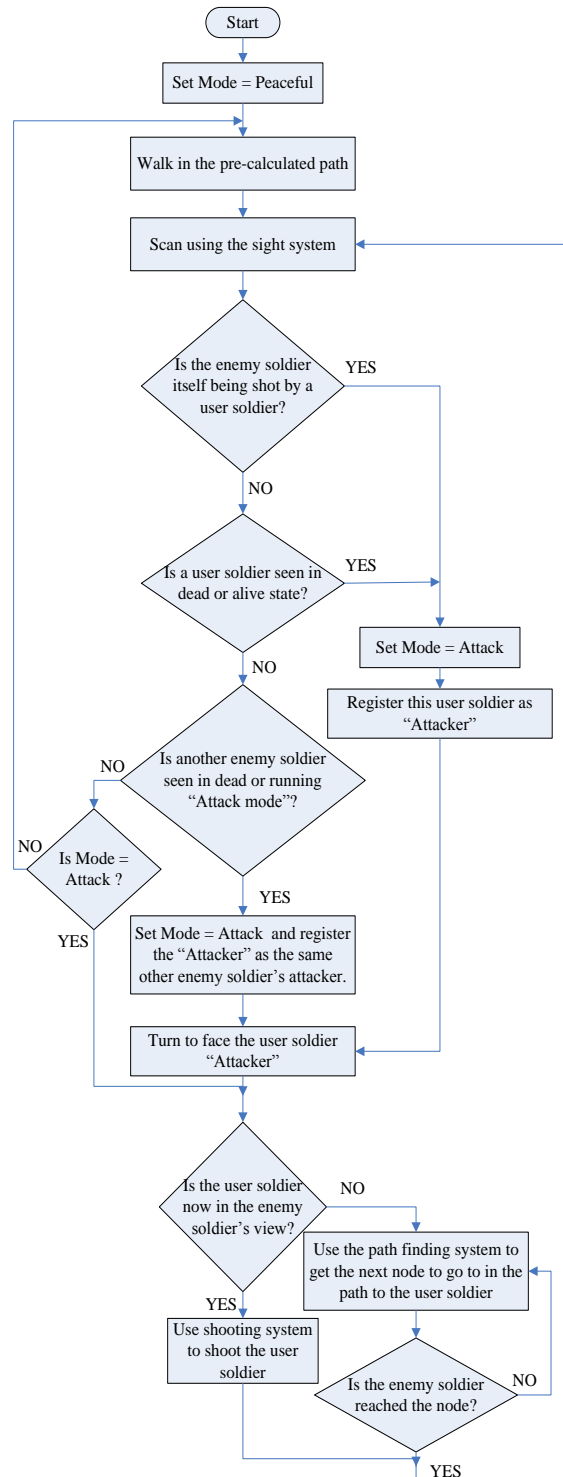 Start
Set Mode = Peaceful
Walk in the pre-calculated path
Scan using the sight system
Is the enemy soldier
itself being shot by a
user soldier?
YES
NO
Is a user soldier seen in
dead or alive state?
YES
NO
Set Mode = Attack
Register this user soldier as
“Attacker”
Is another enemy soldier
seen in dead or running
“Attack mode”?
NO
Is Mode =
Attack ?
NO
YES
YES
Set Mode = Attack and register
the “Attacker” as the same
other enemy soldier’s attacker.
Turn to face the user soldier
“Attacker”
Is the user soldier
now in the enemy
soldier’s view?
NO
YES
Use the path finding system to
get the next node to go to in the
path to the user soldier
Use shooting system
to shoot the user
soldier
Is the enemy soldier
reached the node?
NO
YES